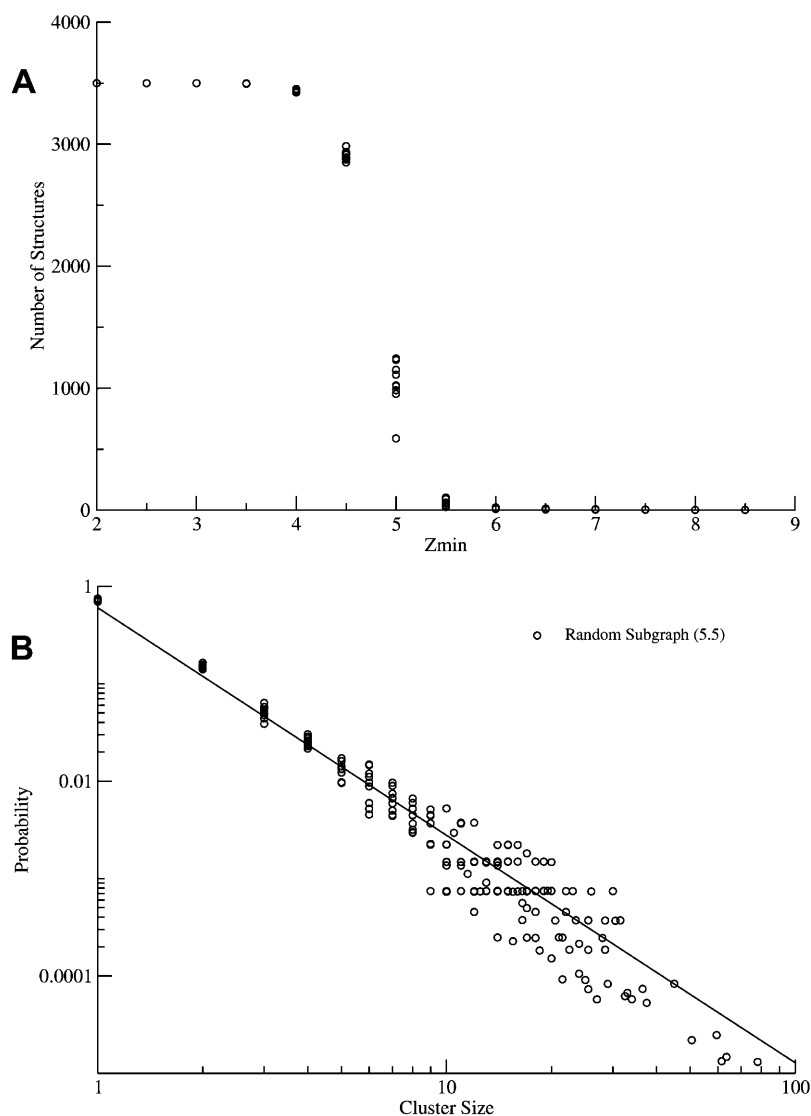 4000
A
3000
Number of Structures
2000
1000
0
2 3 4 5 6 7 8 9
Zmin
1
B
Random Subgraph (5.5)
0.01
Probability
0.0001
1 10 100
Cluster Size